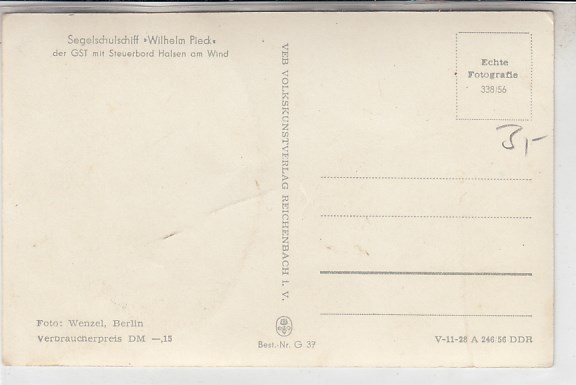 Segelschulschiff »Wilhelm Pieck«
der GST mit Steuerbord Halsen am Wind
Foto: Wenzel, Berlin
Verbraucherpreis DM —,15
VEB VOLKSKUNSTVERLAG REICHENBACH I. V.
Best.-Nr. G 37
Echte
Fotografie
338/56
3,-
V-11-28 A 246/56 DDR